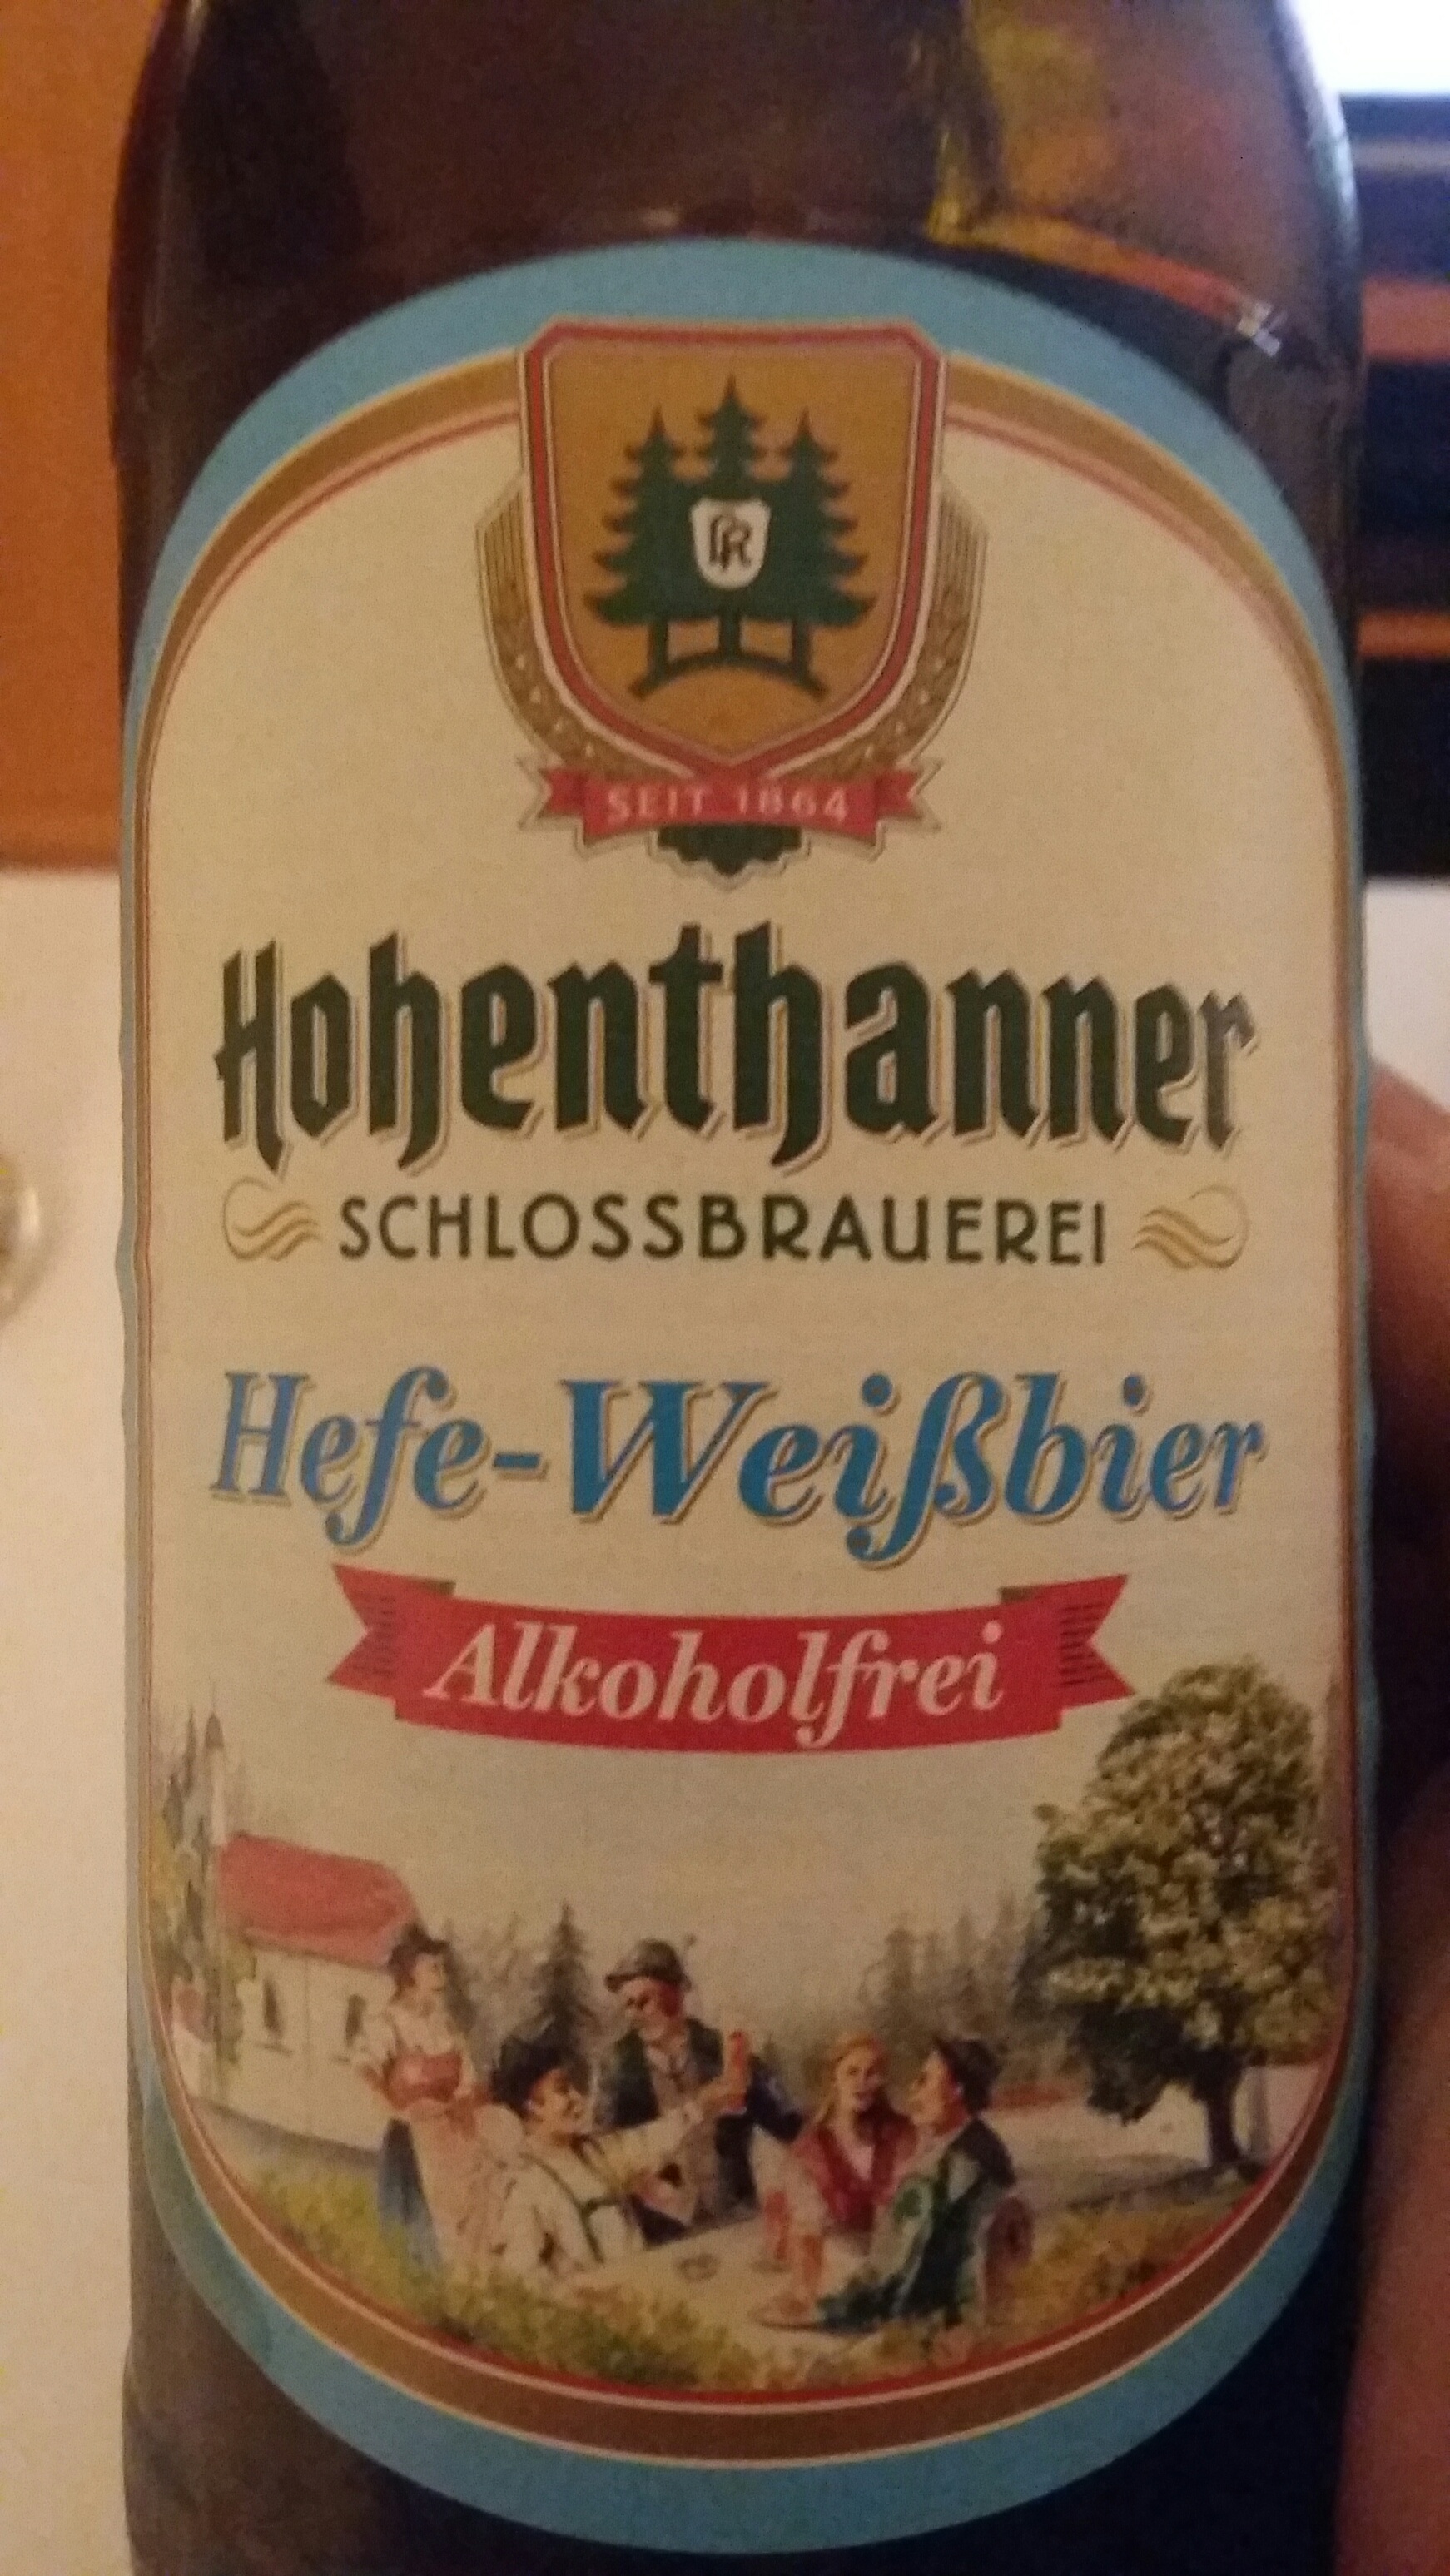 SEIT 1864
Hohenthanner
SCHLOSSBRAUEREI
Hefe-Weißbier
Alkoholfrei